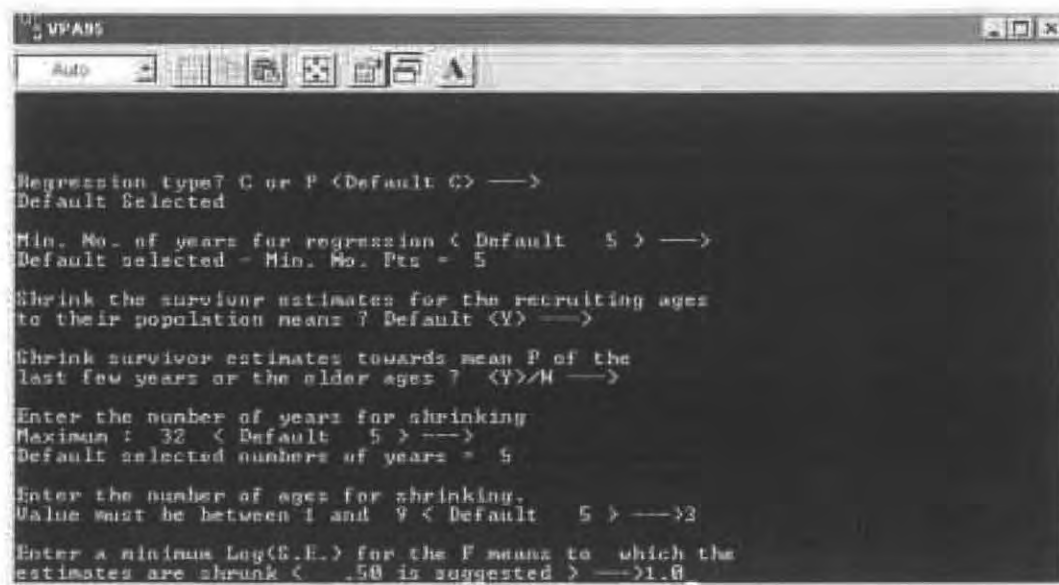 VPA95
Auto
A
Regression type? C or P <Default C> --->
Default Selected
Min. No. of years for regression < Default 5 > --->
Default selected - Min. No. Pts = 5
Shrink the survivor estimates for the recruiting ages
to their population means ? Default <Y> --->
Shrink survivor estimates towards mean F of the
last few years or the older ages ? <Y>/N --->
Enter the number of years for shrinking
Maximum : 32 < Default 5 > --->
Default selected numbers of years = 5
Enter the number of ages for shrinking.
Value must be between 1 and 9 < Default 5 > --->3
Enter a minimum Log(S.E.) for the F means to which the
estimates are shrunk < .50 is suggested > --->1.0